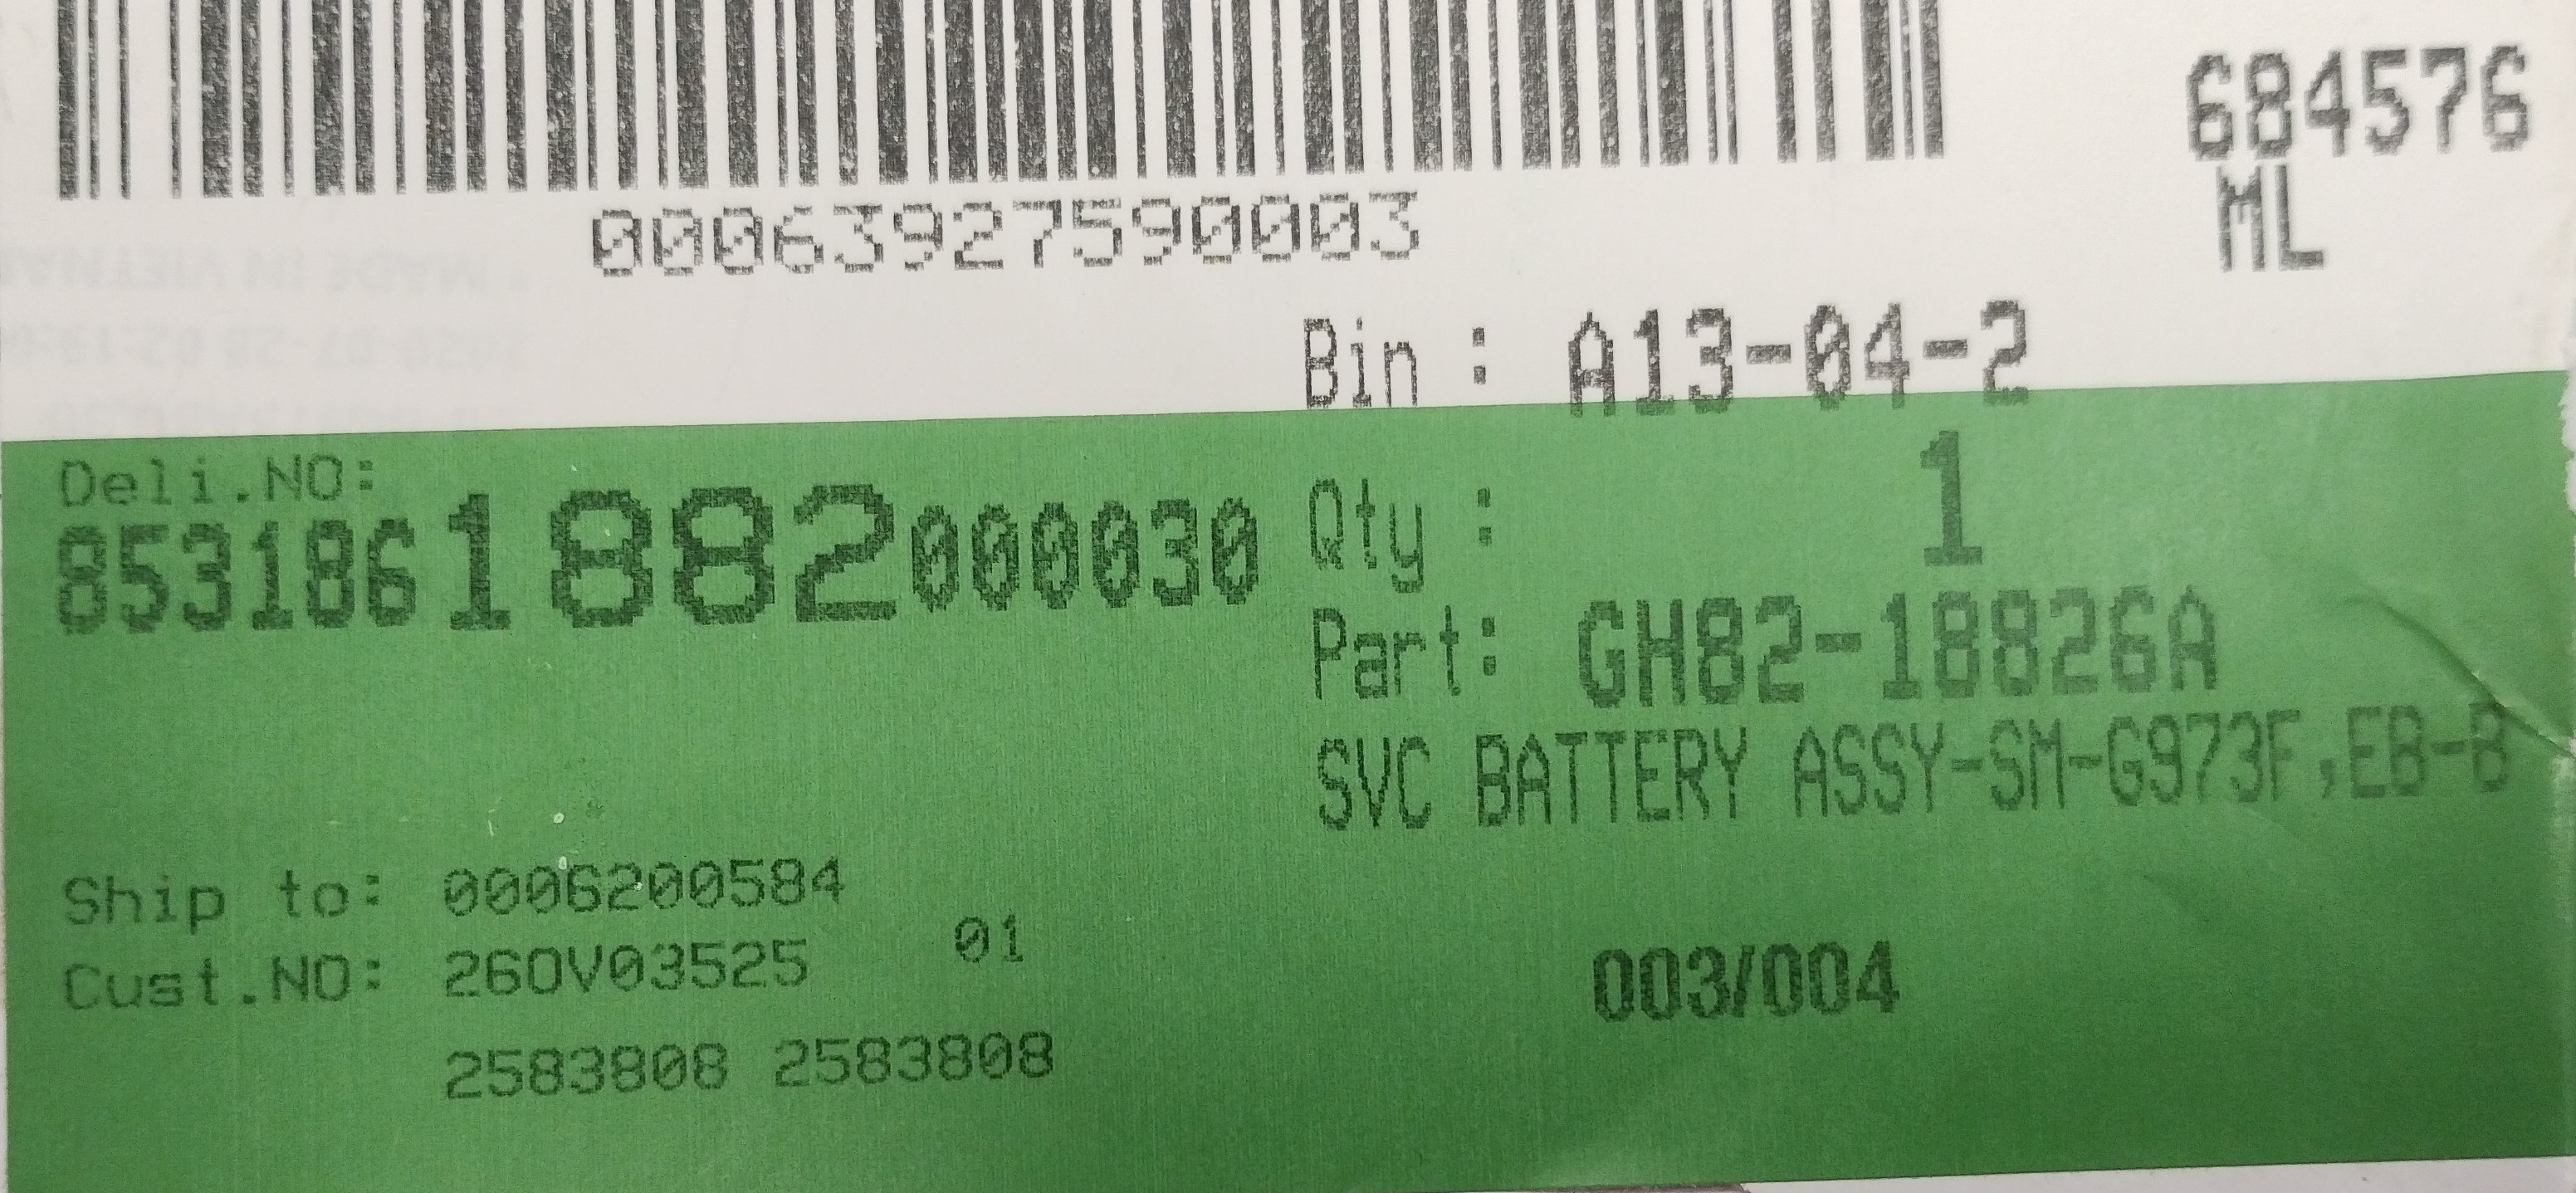 684576
ML
00063927590003
Bin : A13-04-2
Deli.NO:
8531861882000030
Qty : 1
Part: GH82-18826A
SVC BATTERY ASSY-SM-G973F,EB-B
Ship to: 0006200584
01
Cust.NO: 260V03525
003/004
2583808 2583808